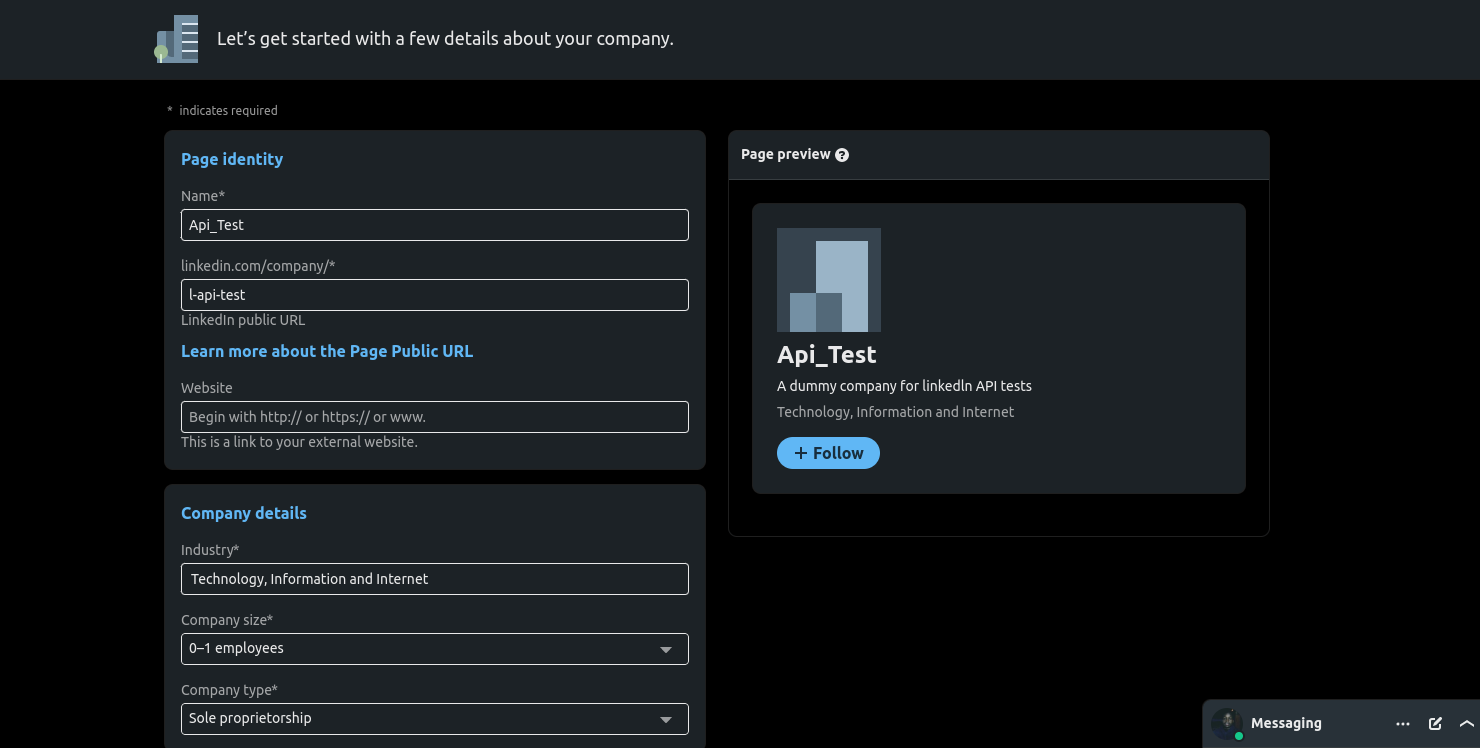 Let’s get started with a few details about your company.
* indicates required
Page identity
Name*
Api_Test
linkedin.com/company/*
l-api-test
LinkedIn public URL
Learn more about the Page Public URL
Website
Begin with http:// or https:// or www.
This is a link to your external website.
Company details
Industry*
Technology, Information and Internet
Company size*
0–1 employees
Company type*
Sole proprietorship
Page preview ?
Api_Test
A dummy company for linkedln API tests
Technology, Information and Internet
+ Follow
Messaging